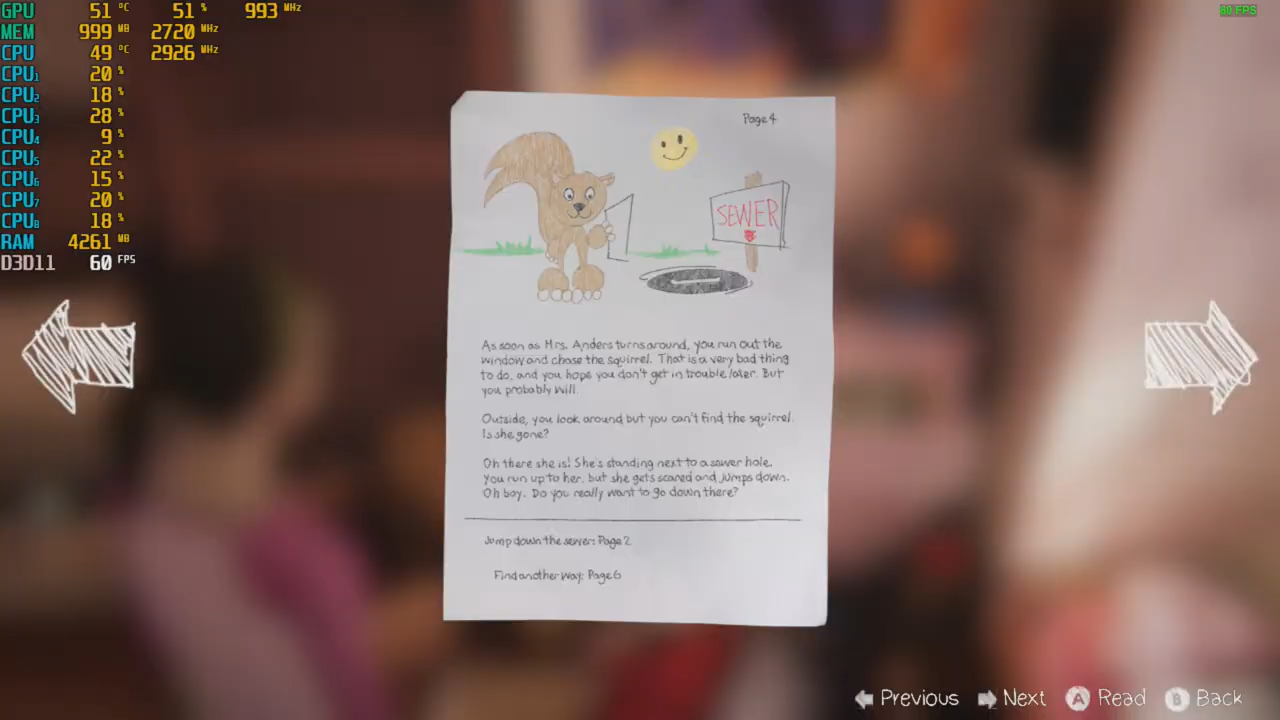 GPU 51 °C 51 % 993 MHz
MEM 999 MB 2720 MHz
CPU 49 °C 2926 MHz
CPU1 20 %
CPU2 18 %
CPU3 28 %
CPU4 9 %
CPU5 22 %
CPU6 15 %
CPU7 20 %
CPU8 18 %
RAM 4261 MB
D3D11 60 FPS
60 FPS
Page 4
SEWER
As soon as Mrs. Anders turns around, you run out the
window and chase the squirrel. That is a very bad thing
to do, and you hope you don't get in trouble later. But
you probably will.
Outside, you look around but you can't find the squirrel.
Is she gone?
Oh there she is! She's standing next to a sewer hole.
You run up to her, but she gets scared and jumps down.
Oh boy. Do you really want to go down there?
Jump down the sewer: Page 2
Find another way: Page 6
Previous Next A Read B Back